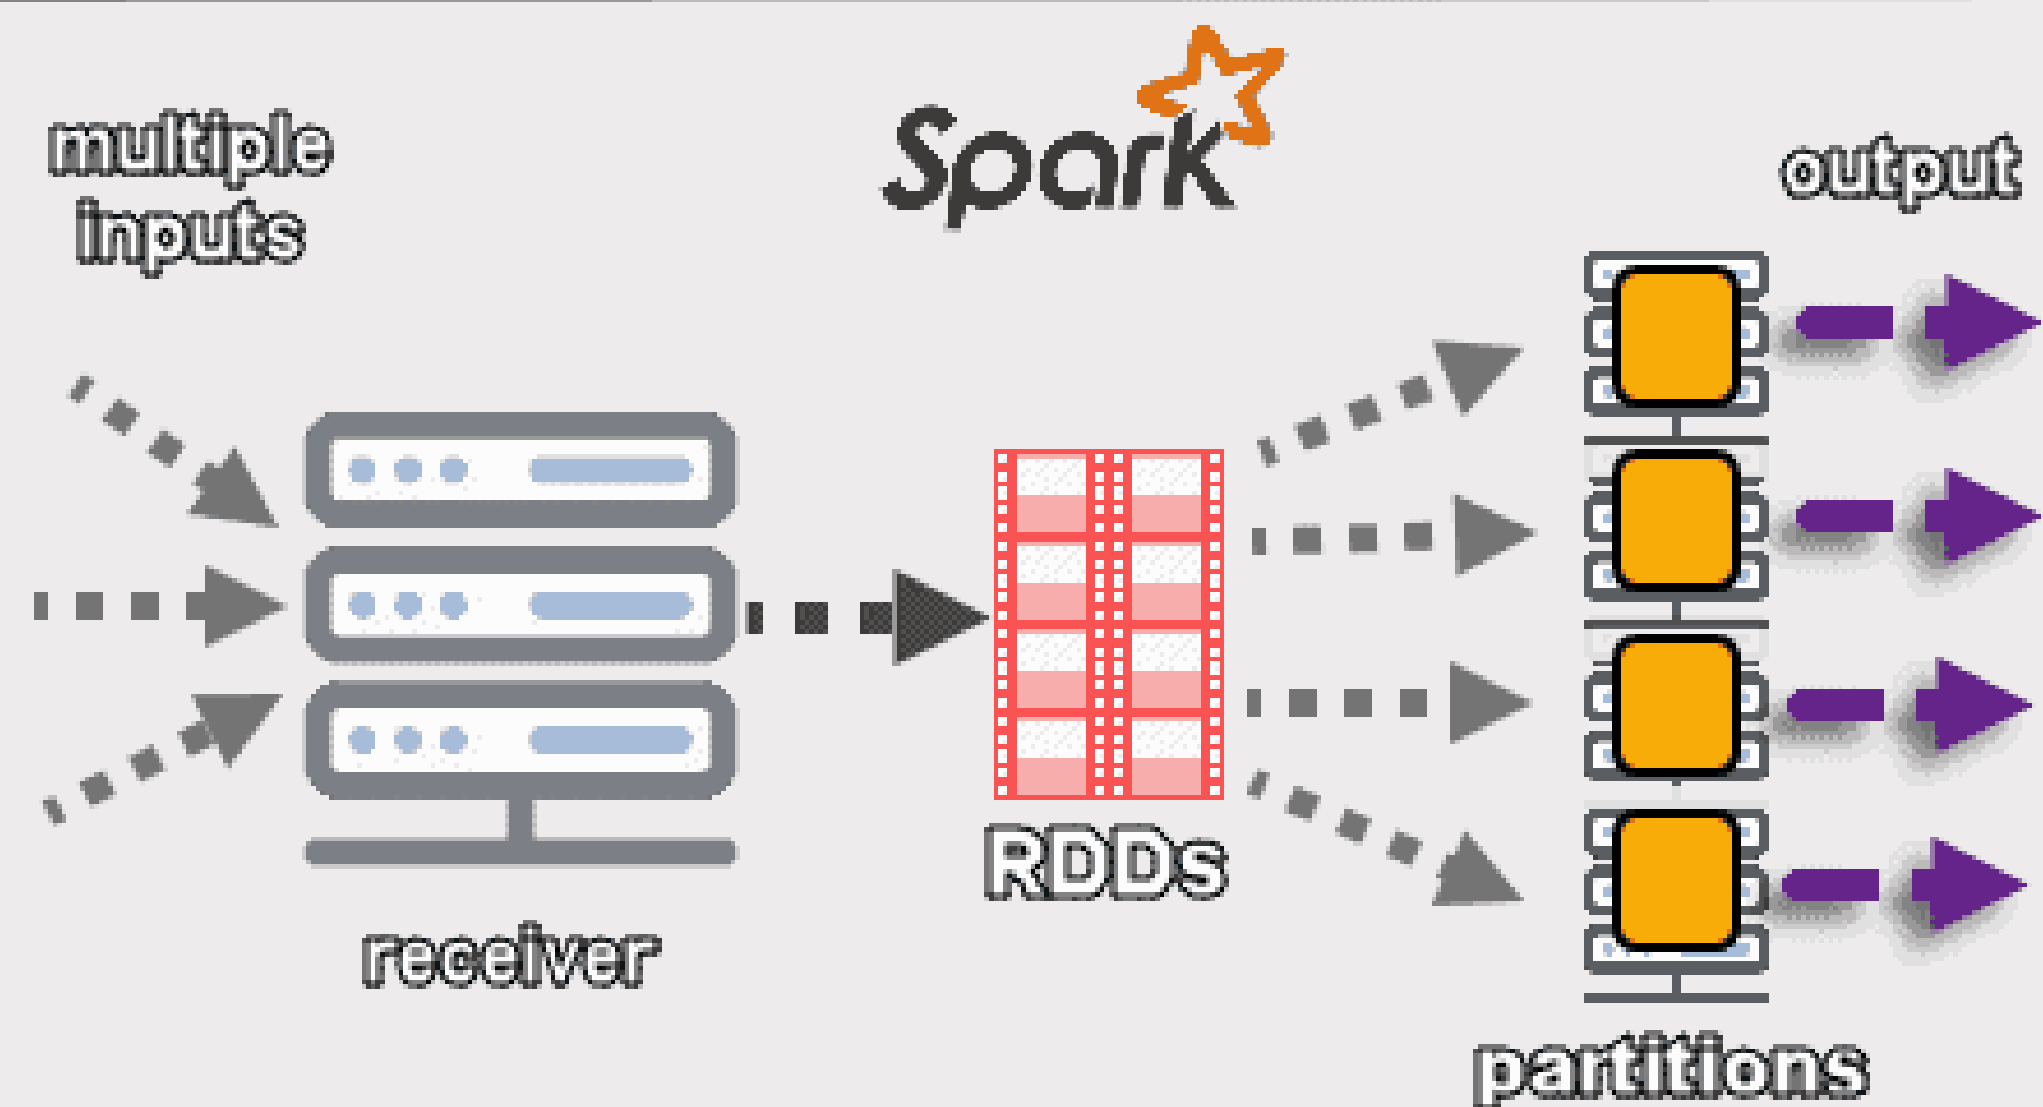 Spark
multiple
inputs
output
RDDs
receiver
partitions